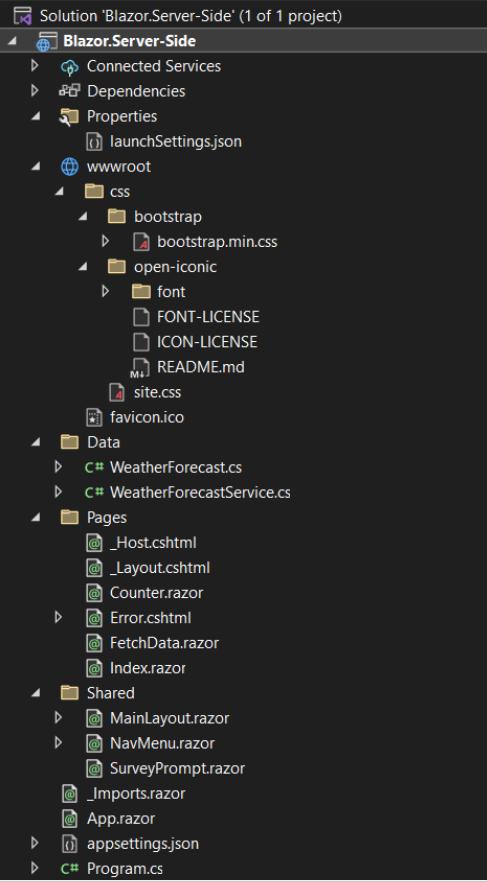 Solution 'Blazor.Server-Side' (1 of 1 project)
Blazor.Server-Side
Connected Services
Dependencies
Properties
launchSettings.json
wwwroot
css
bootstrap
bootstrap.min.css
open-iconic
font
FONT-LICENSE
ICON-LICENSE
README.md
site.css
favicon.ico
Data
C# WeatherForecast.cs
C# WeatherForecastService.cs
Pages
_Host.cshtml
_Layout.cshtml
Counter.razor
Error.cshtml
FetchData.razor
Index.razor
Shared
MainLayout.razor
NavMenu.razor
SurveyPrompt.razor
_Imports.razor
App.razor
appsettings.json
C# Program.cs